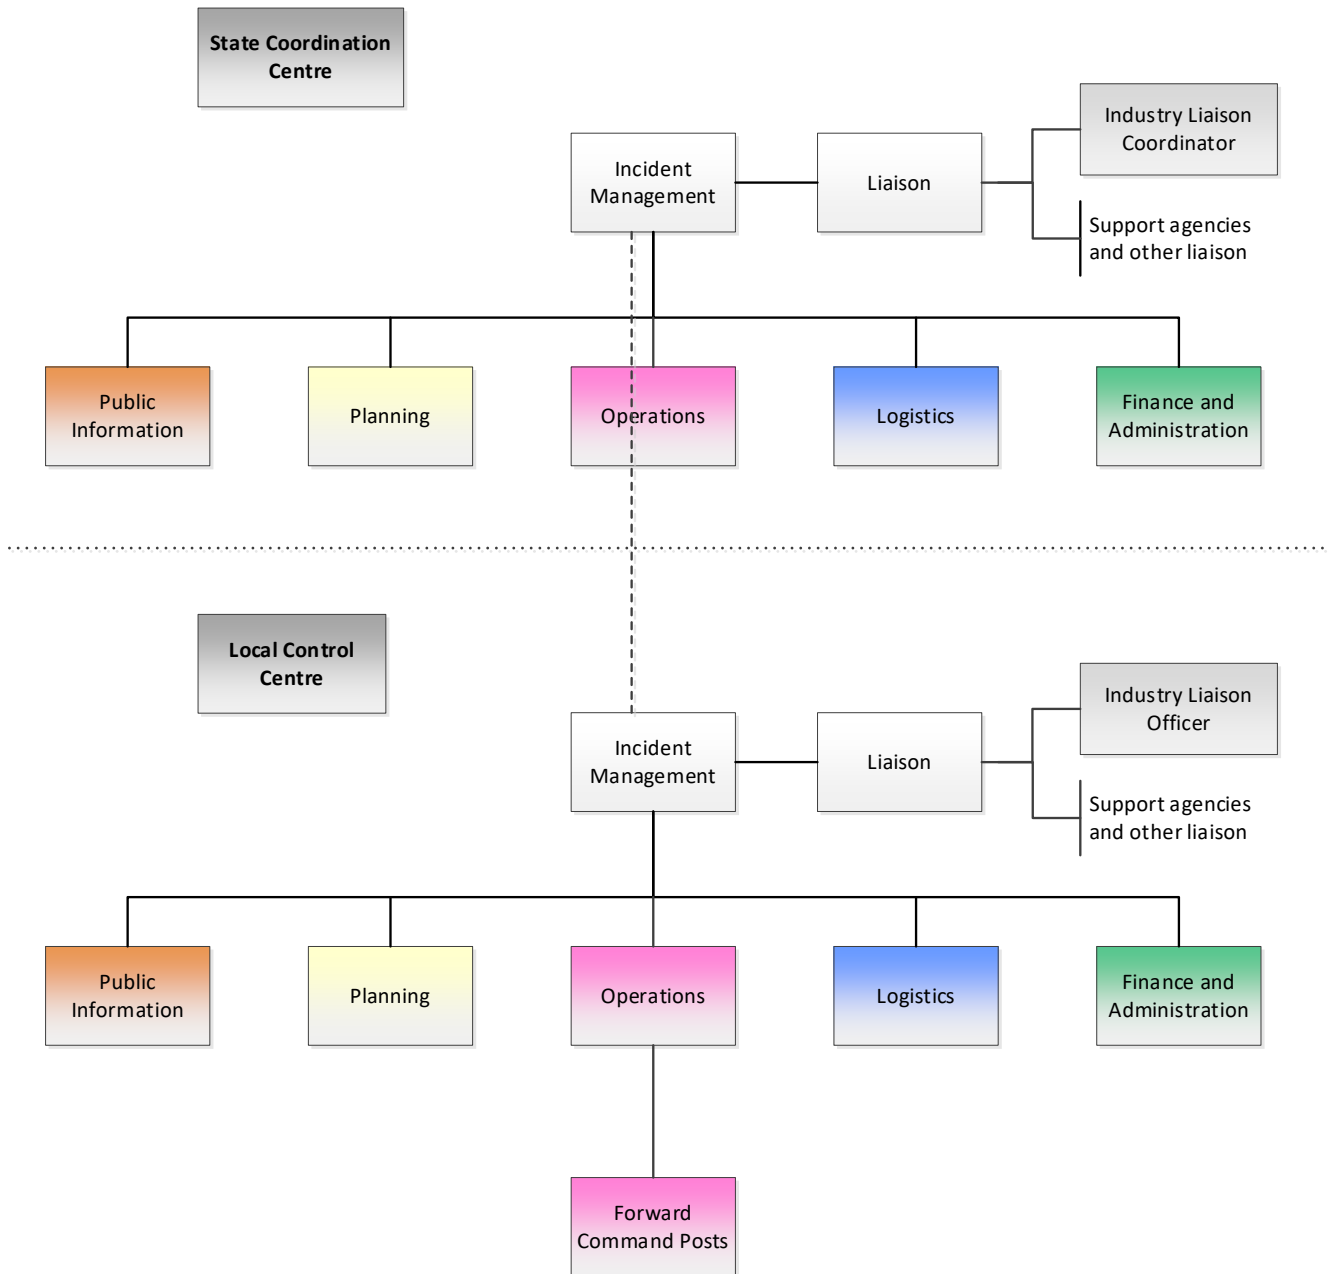 State Coordination
Centre
Industry Liaison
Coordinator
Incident
Management
Liaison
Support agencies
and other liaison
Public
Information
Planning
Operations
Logistics
Finance and
Administration
Local Control
Centre
Industry Liaison
Officer
Incident
Management
Liaison
Support agencies
and other liaison
Public
Information
Planning
Operations
Logistics
Finance and
Administration
Forward
Command Posts